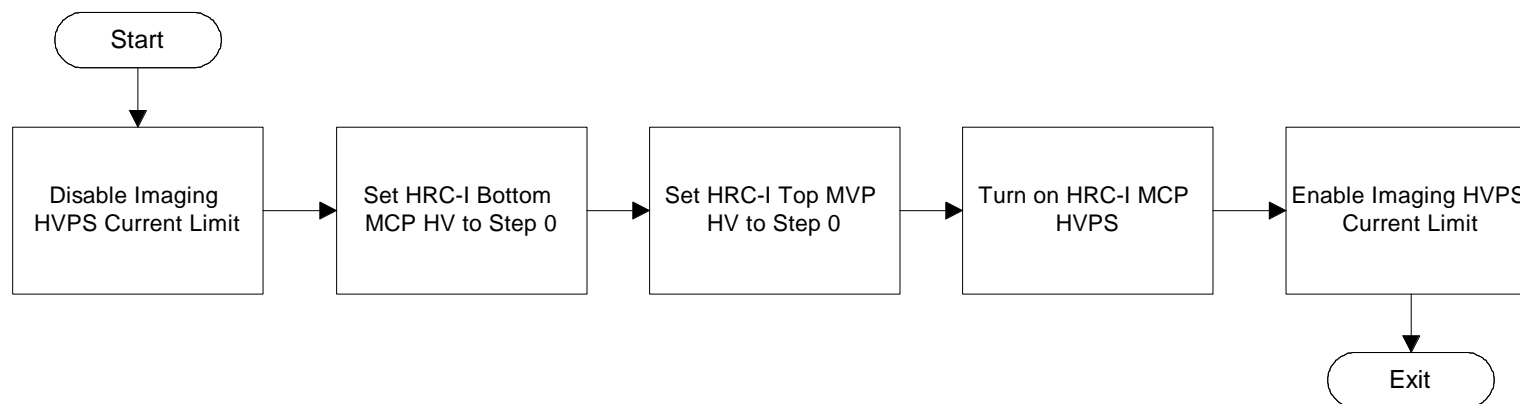 Start
Disable Imaging
HVPS Current Limit
Set HRC-I Bottom
MCP HV to Step 0
Set HRC-I Top MVP
HV to Step 0
Turn on HRC-I MCP
HVPS
Enable Imaging HVPS
Current Limit
Exit